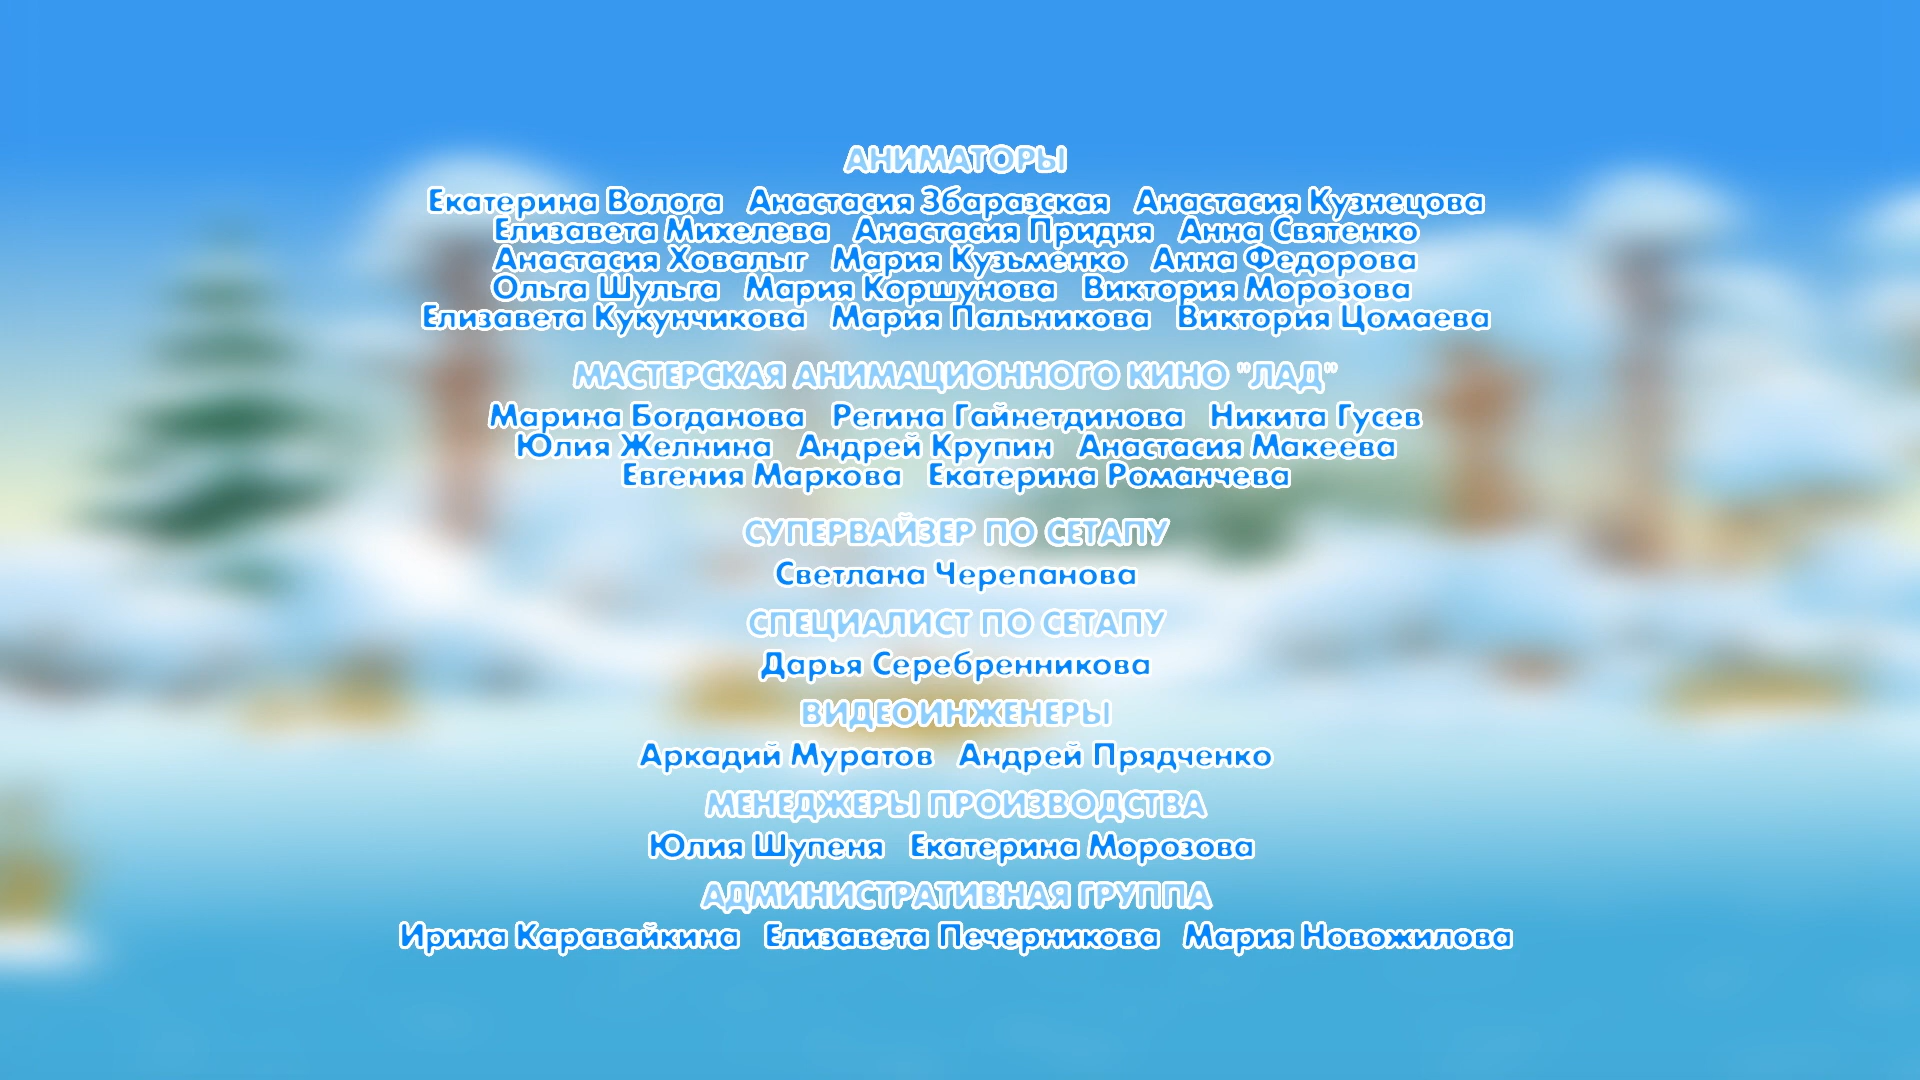 АНИМАТОРЫ
Екатерина Волога   Анастасия Збаразская   Анастасия Кузнецова
Елизавета Михелева   Анастасия Придня   Анна Святенко
Анастасия Ховалыг   Мария Кузьменко   Анна Федорова
Ольга Шульга   Мария Коршунова   Виктория Морозова
Елизавета Кукунчикова   Мария Пальникова   Виктория Цомаева
МАСТЕРСКАЯ АНИМАЦИОННОГО КИНО "ЛАД"
Марина Богданова   Регина Гайнетдинова   Никита Гусев
Юлия Желнина   Андрей Крупин   Анастасия Макеева
Евгения Маркова   Екатерина Романчева
СУПЕРВАЙЗЕР ПО СЕТАПУ
Светлана Черепанова
СПЕЦИАЛИСТ ПО СЕТАПУ
Дарья Серебренникова
ВИДЕОИНЖЕНЕРЫ
Аркадий Муратов   Андрей Прядченко
МЕНЕДЖЕРЫ ПРОИЗВОДСТВА
Юлия Шупеня   Екатерина Морозова
АДМИНИСТРАТИВНАЯ ГРУППА
Ирина Каравайкина   Елизавета Печерникова   Мария Новожилова